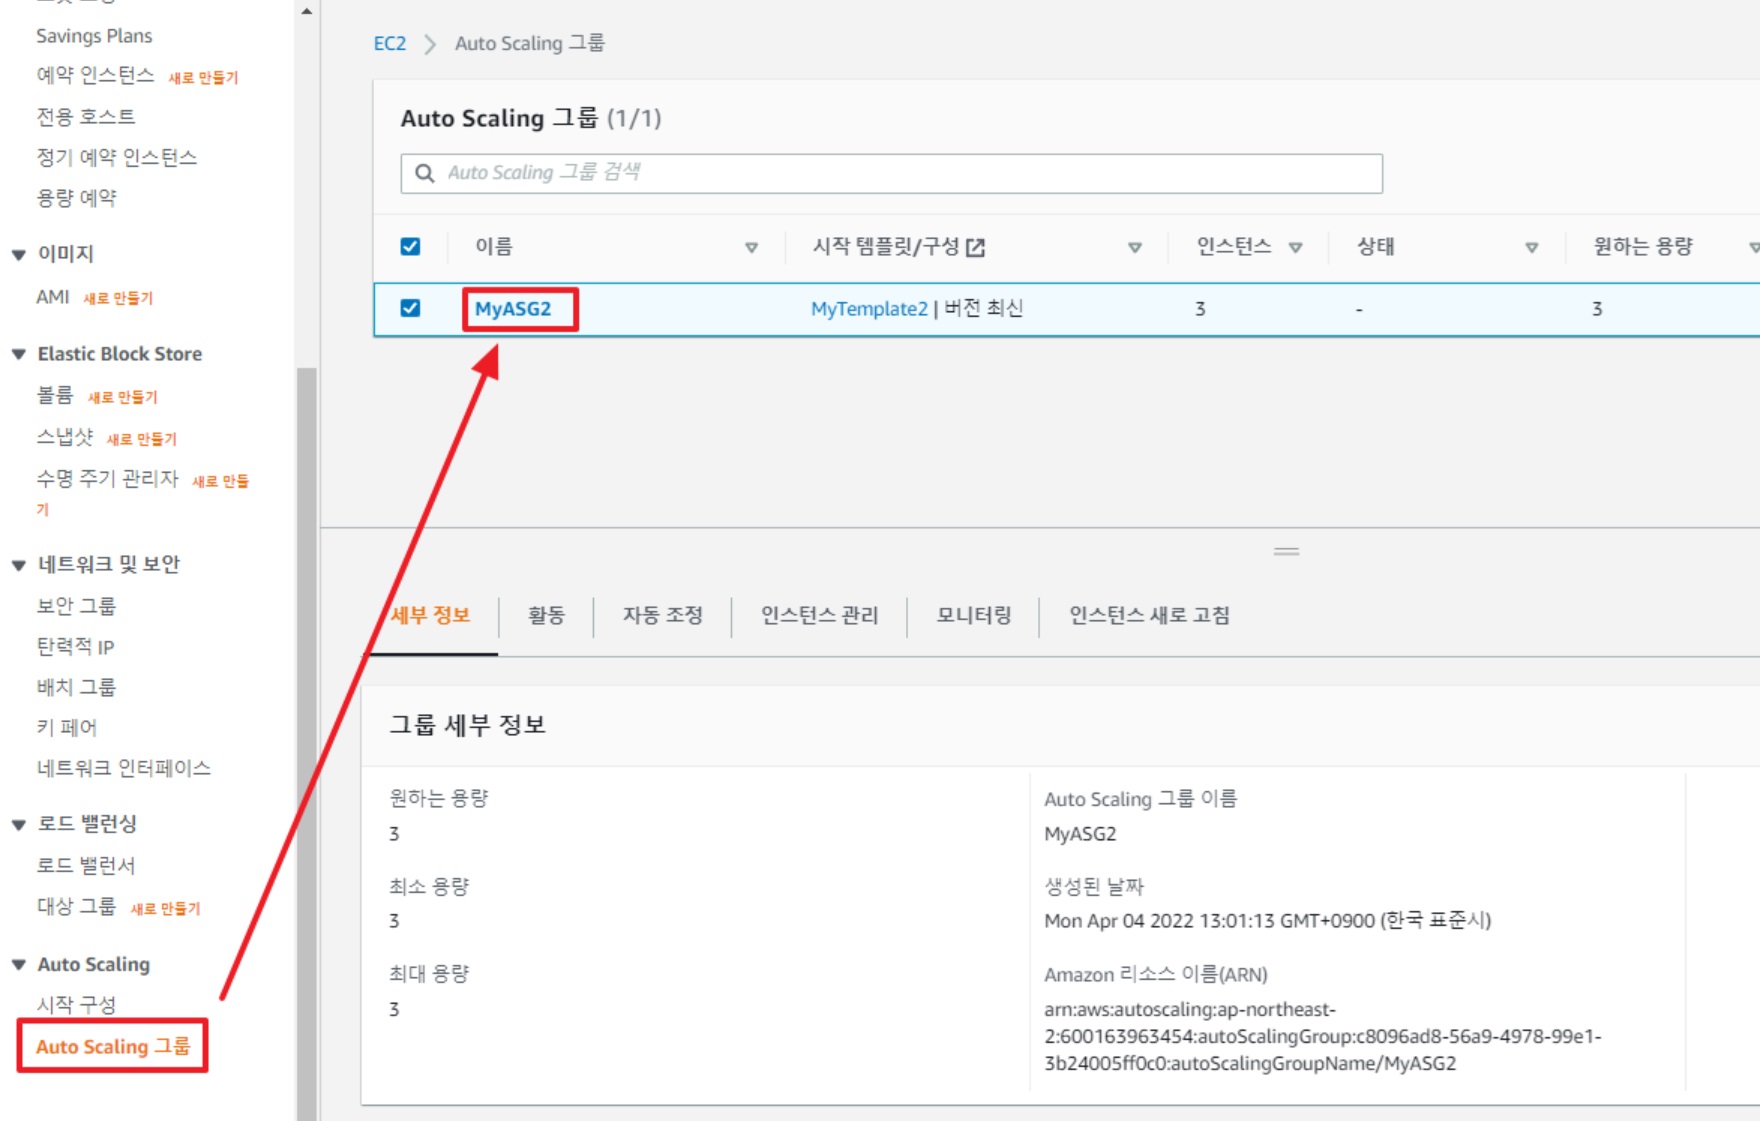 Savings Plans
예약 인스턴스 새로 만들기
전용 호스트
정기 예약 인스턴스
용량 예약
이미지
AMI 새로 만들기
Elastic Block Store
볼륨 새로 만들기
스냅샷 새로 만들기
수명 주기 관리자 새로 만들
기
네트워크 및 보안
보안 그룹
탄력적 IP
배치 그룹
키 페어
네트워크 인터페이스
로드 밸런싱
로드 밸런서
대상 그룹 새로 만들기
Auto Scaling
시작 구성
Auto Scaling 그룹
EC2 > Auto Scaling 그룹
Auto Scaling 그룹 (1/1)
Auto Scaling 그룹 검색
이름 시작 템플릿/구성 인스턴스 상태 원하는 용량
MyASG2 MyTemplate2 | 버전 최신 3 - 3
세부 정보 활동 자동 조정 인스턴스 관리 모니터링 인스턴스 새로 고침
그룹 세부 정보
원하는 용량
3
최소 용량
3
최대 용량
3
Auto Scaling 그룹 이름
MyASG2
생성된 날짜
Mon Apr 04 2022 13:01:13 GMT+0900 (한국 표준시)
Amazon 리소스 이름(ARN)
arn:aws:autoscaling:ap-northeast-
2:600163963454:autoScalingGroup:c8096ad8-56a9-4978-99e1-
3b24005ff0c0:autoScalingGroupName/MyASG2